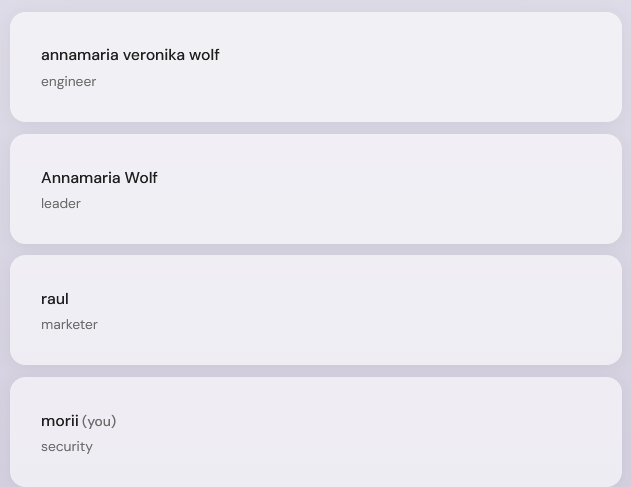 annamaria veronika wolf
engineer
Annamaria Wolf
leader
raul
marketer
morii (you)
security